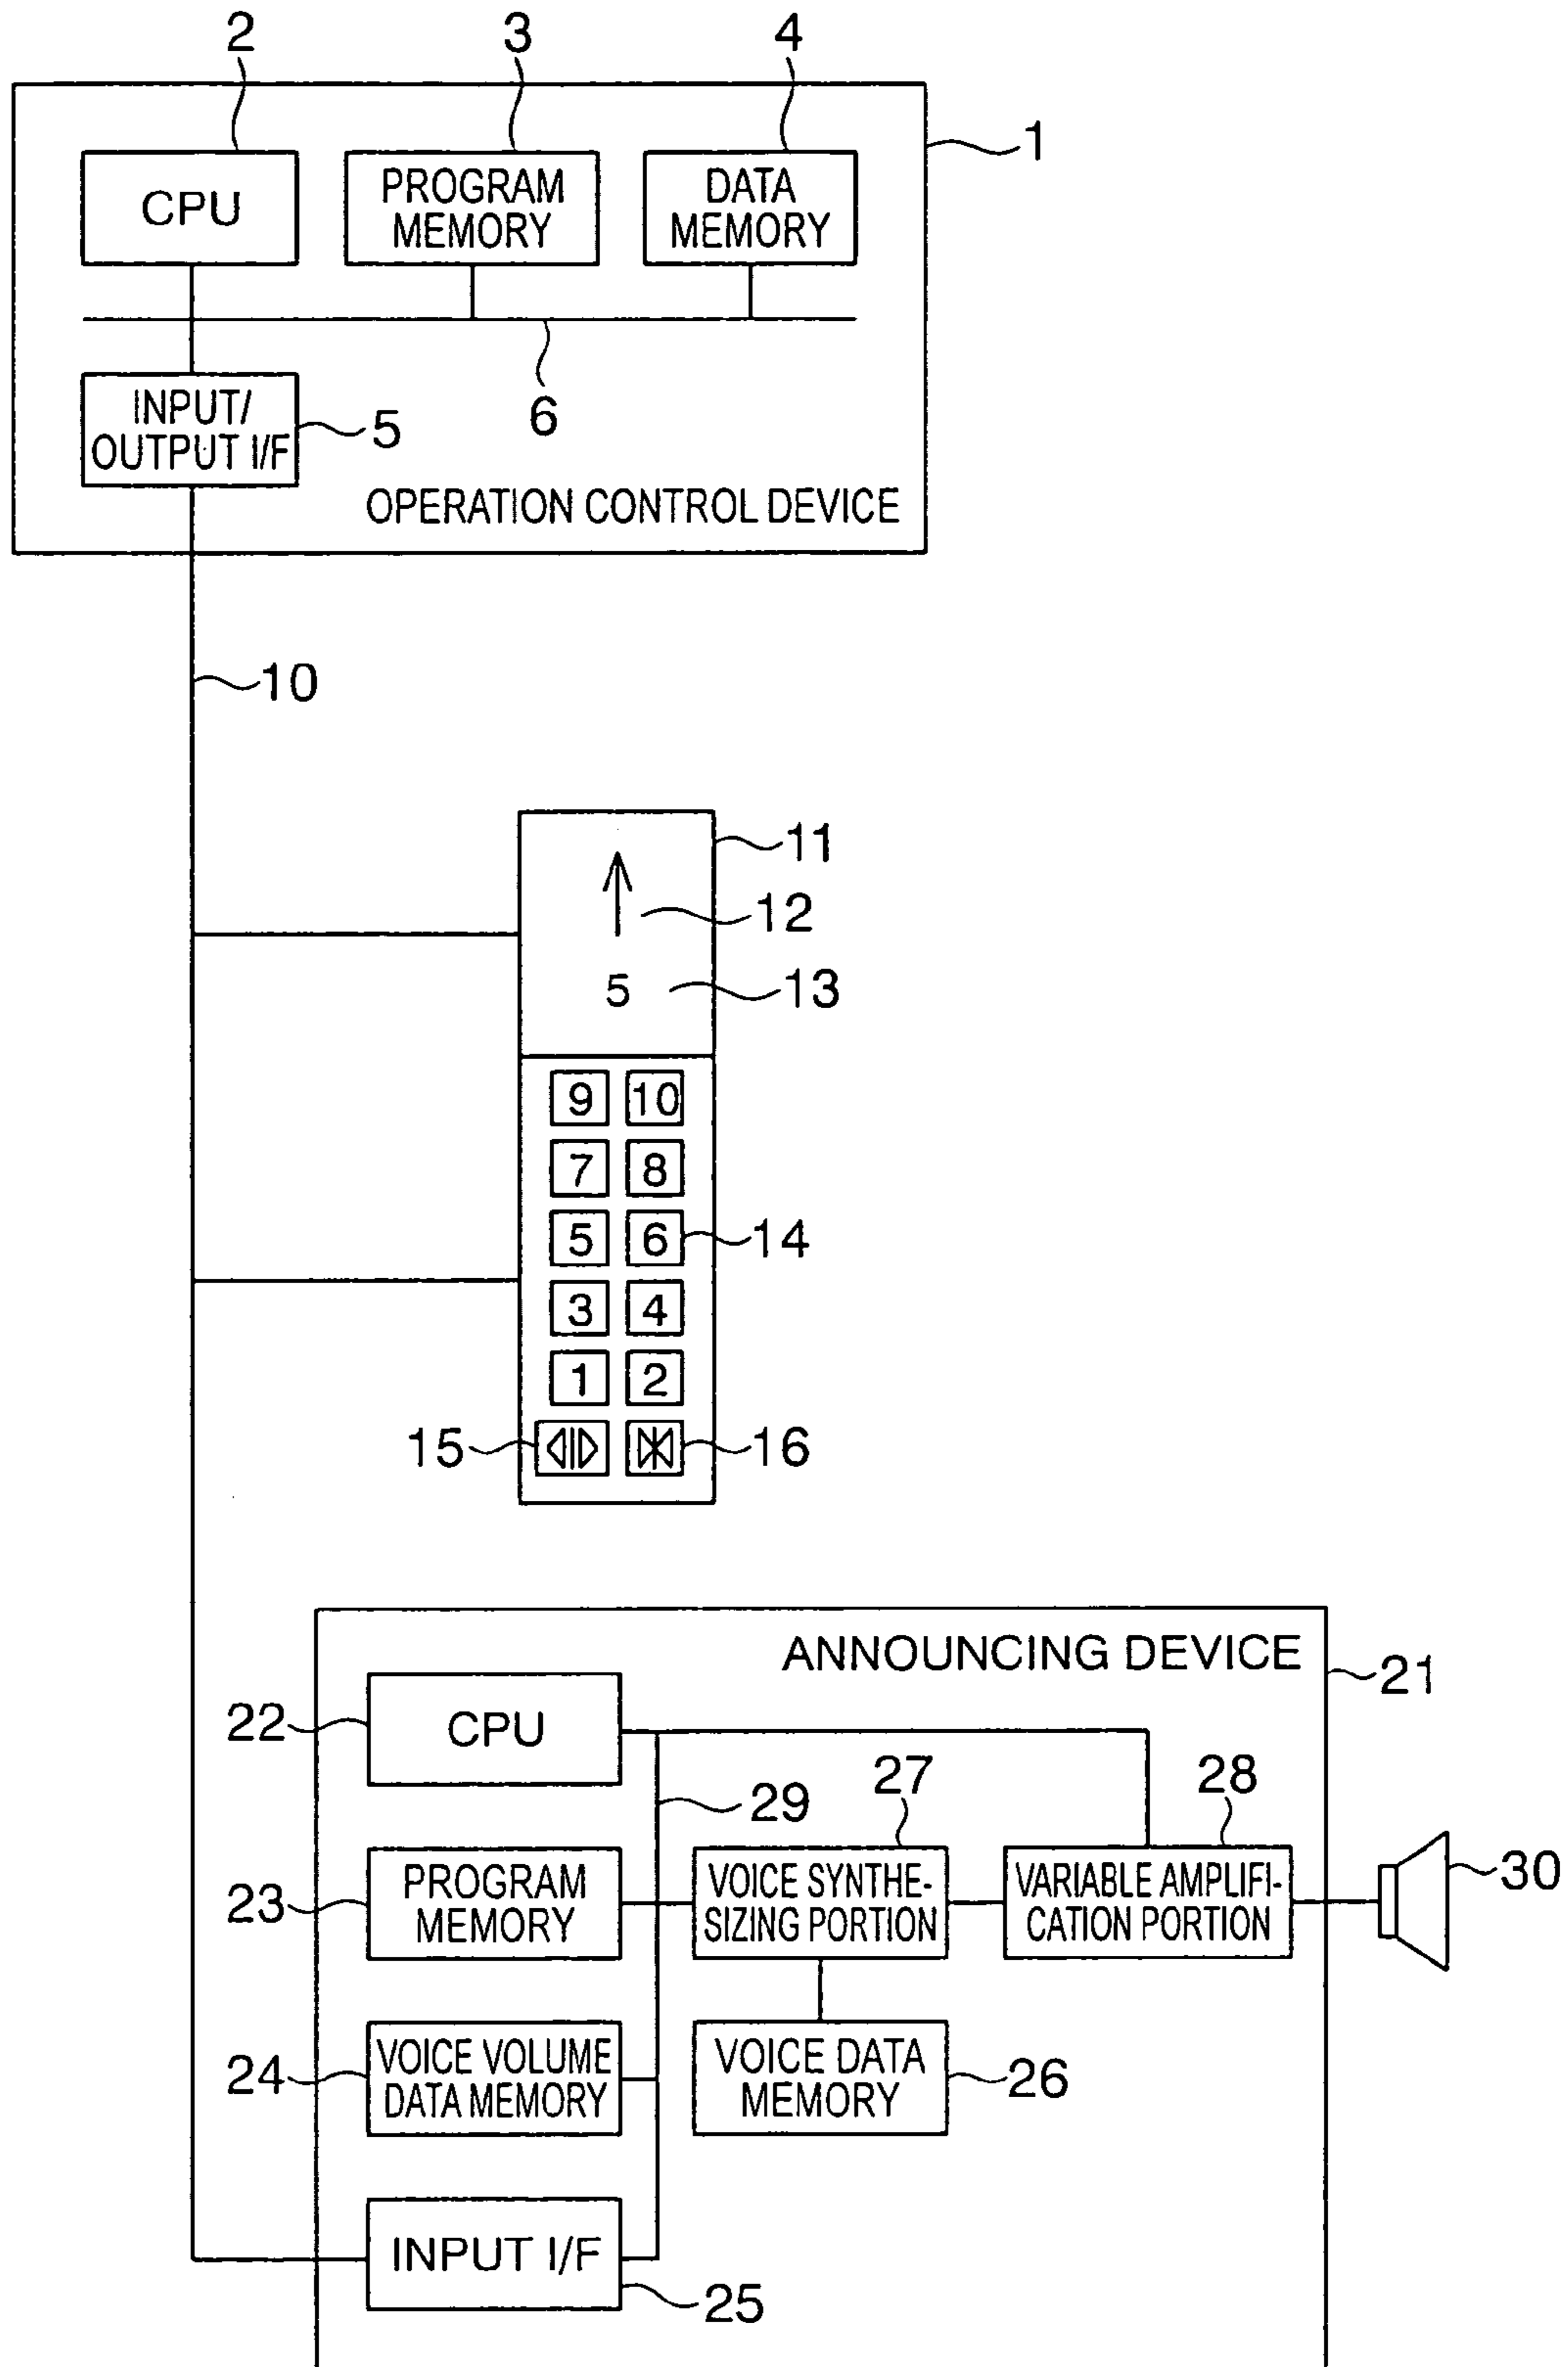 2
3
4
1
CPU
PROGRAM
MEMORY
DATA
MEMORY
6
INPUT/
OUTPUT I/F
5
OPERATION CONTROL DEVICE
10
11
12
5
13
9 10
7 8
5 6
14
3 4
1 2
15
16
ANNOUNCING DEVICE
21
22
CPU
29
27
28
23
PROGRAM
MEMORY
VOICE SYNTHE-
SIZING PORTION
VARIABLE AMPLIFI-
CATION PORTION
30
24
VOICE VOLUME
DATA MEMORY
VOICE DATA
MEMORY
26
INPUT I/F
25